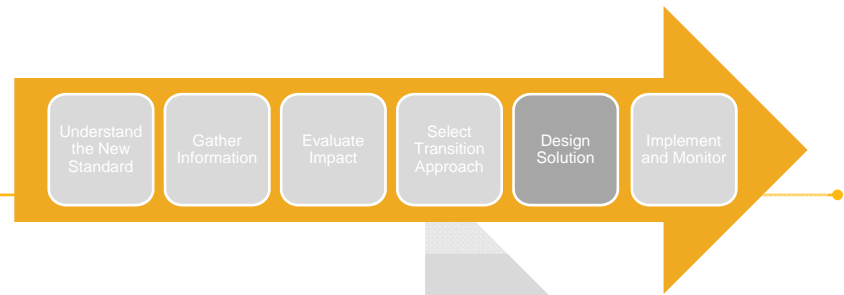 Understand
the New
Standard
Gather
Information
Evaluate
Impact
Select
Transition
Approach
Design
Solution
Implement
and Monitor